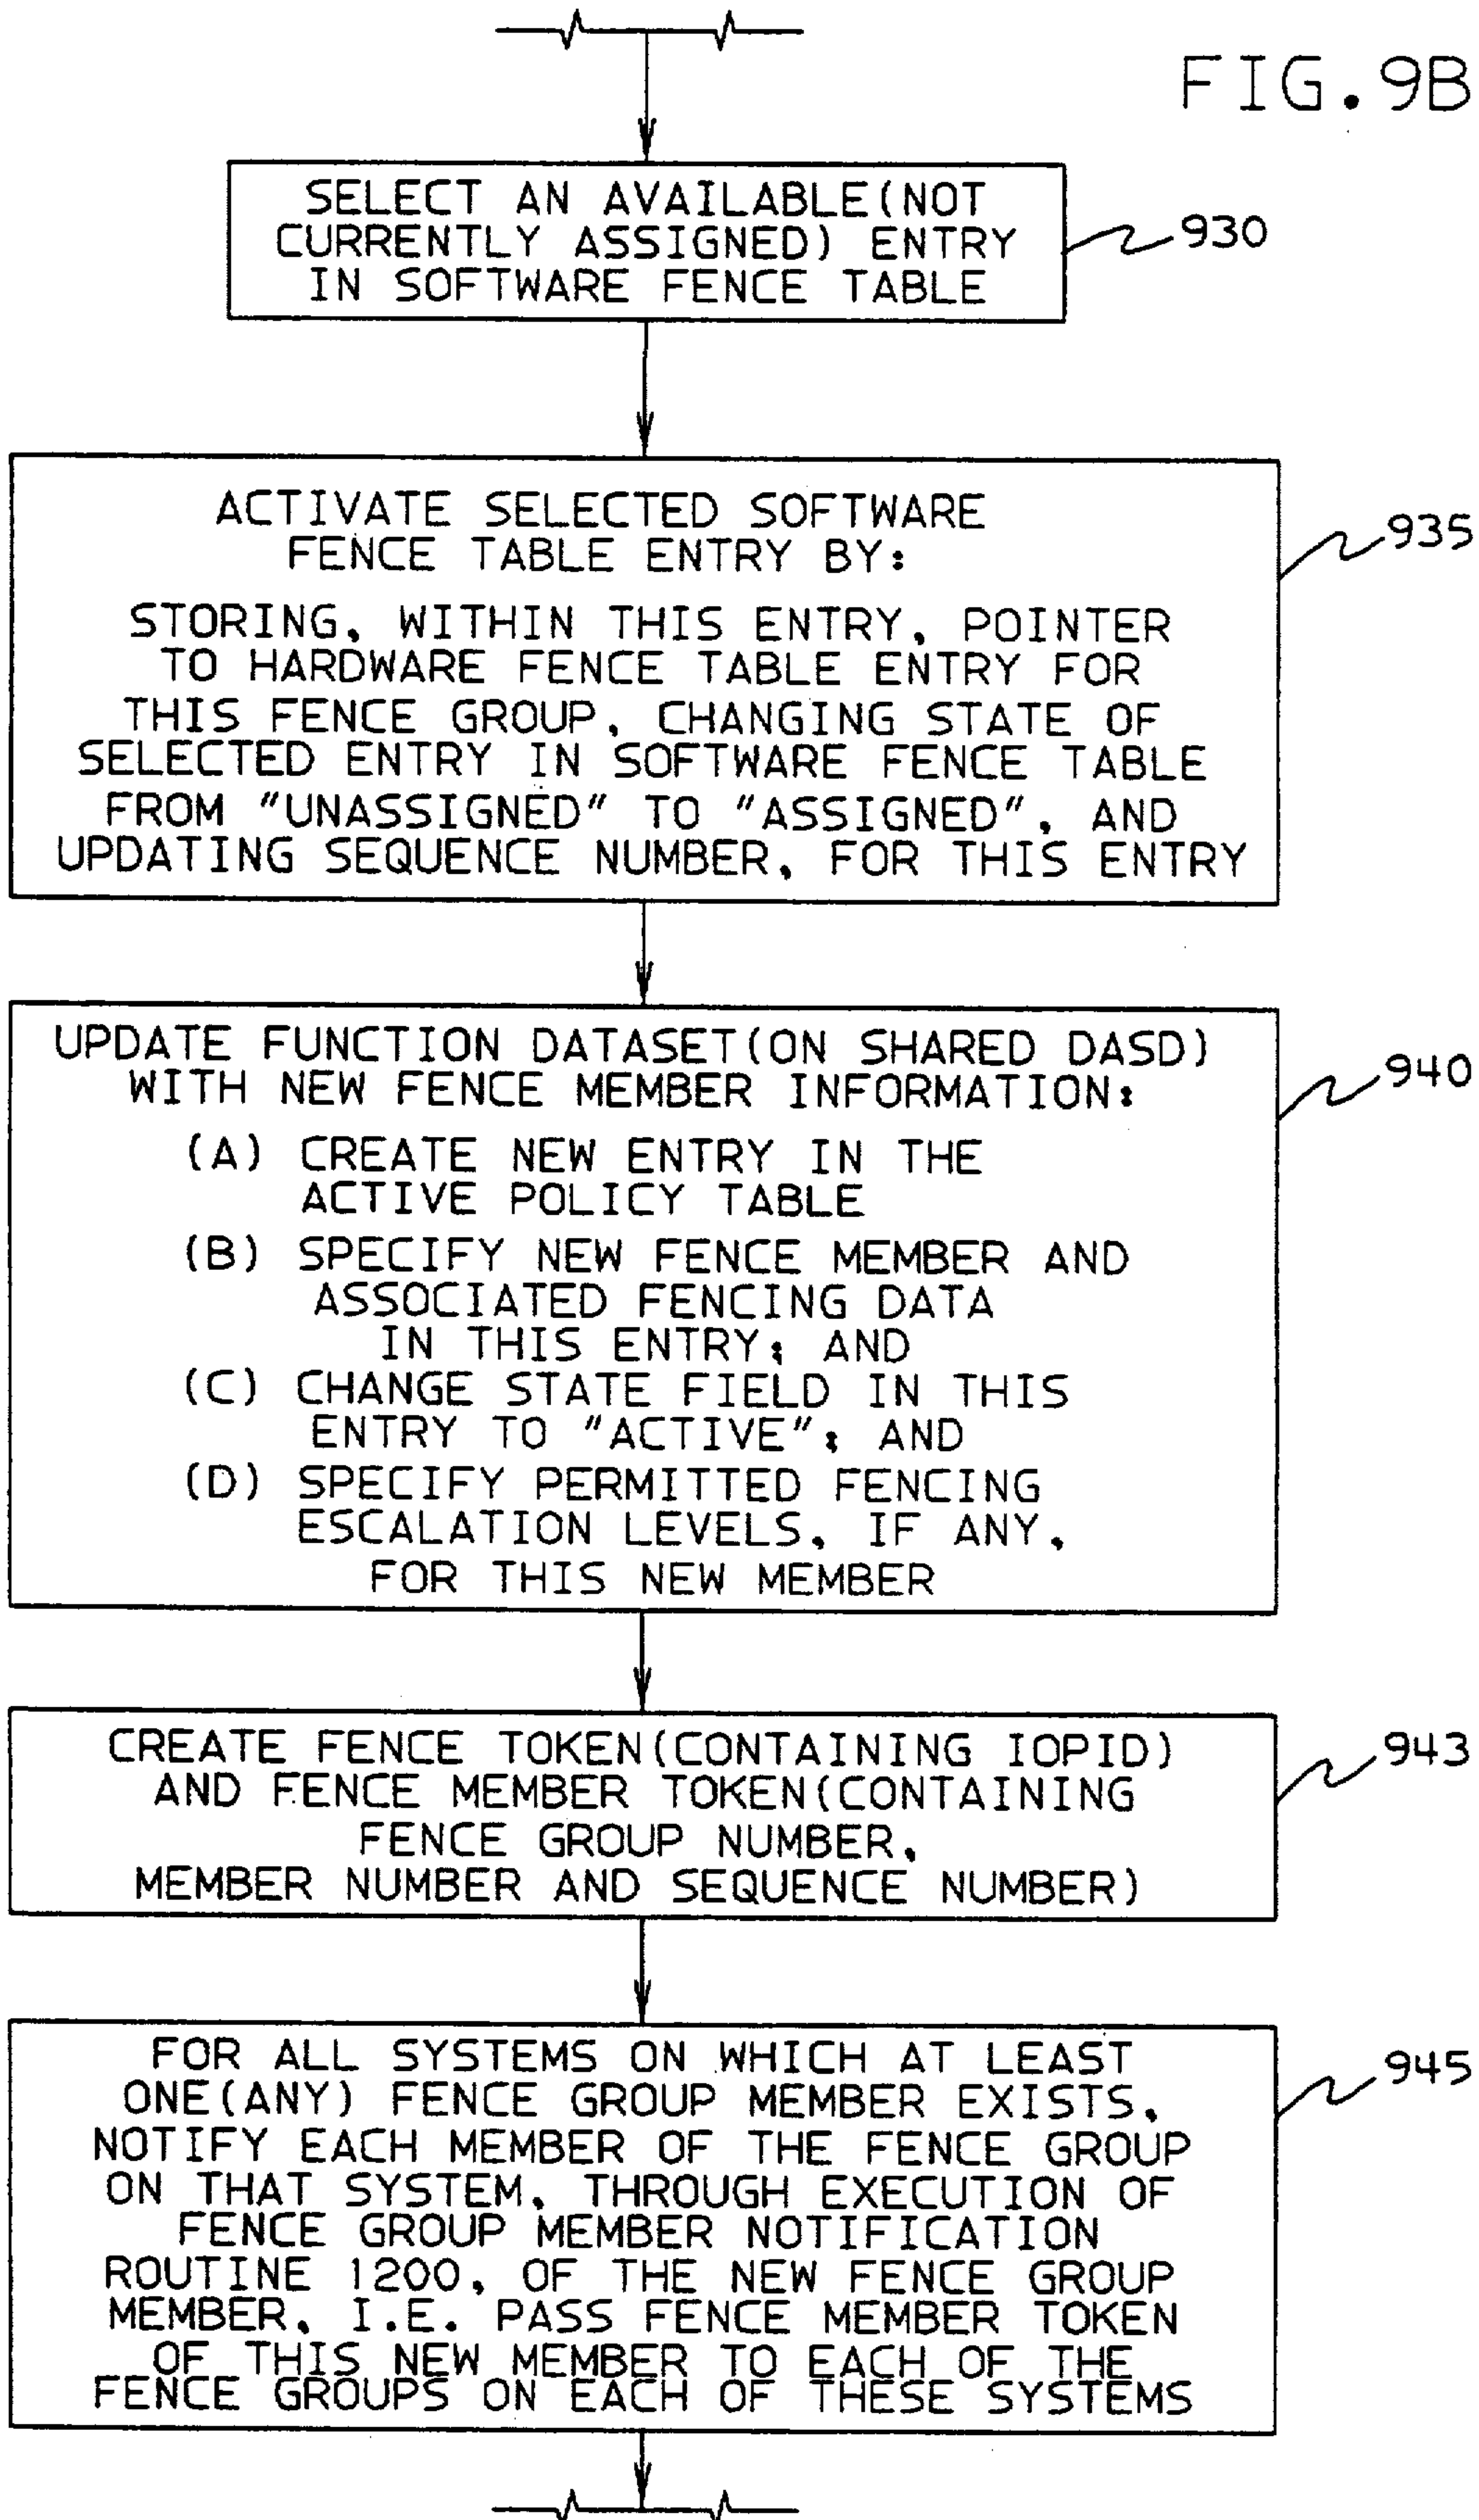 FIG.9B
SELECT AN AVAILABLE(NOT
CURRENTLY ASSIGNED) ENTRY
IN SOFTWARE FENCE TABLE
930
ACTIVATE SELECTED SOFTWARE
FENCE TABLE ENTRY BY:
STORING, WITHIN THIS ENTRY, POINTER
TO HARDWARE FENCE TABLE ENTRY FOR
THIS FENCE GROUP, CHANGING STATE OF
SELECTED ENTRY IN SOFTWARE FENCE TABLE
FROM "UNASSIGNED" TO "ASSIGNED", AND
UPDATING SEQUENCE NUMBER, FOR THIS ENTRY
935
UPDATE FUNCTION DATASET(ON SHARED DASD)
WITH NEW FENCE MEMBER INFORMATION:
(A) CREATE NEW ENTRY IN THE
ACTIVE POLICY TABLE
(B) SPECIFY NEW FENCE MEMBER AND
ASSOCIATED FENCING DATA
IN THIS ENTRY; AND
(C) CHANGE STATE FIELD IN THIS
ENTRY TO "ACTIVE"; AND
(D) SPECIFY PERMITTED FENCING
ESCALATION LEVELS, IF ANY,
FOR THIS NEW MEMBER
940
CREATE FENCE TOKEN(CONTAINING IOPID)
AND FENCE MEMBER TOKEN(CONTAINING
FENCE GROUP NUMBER,
MEMBER NUMBER AND SEQUENCE NUMBER)
943
FOR ALL SYSTEMS ON WHICH AT LEAST
ONE(ANY) FENCE GROUP MEMBER EXISTS,
NOTIFY EACH MEMBER OF THE FENCE GROUP
ON THAT SYSTEM, THROUGH EXECUTION OF
FENCE GROUP MEMBER NOTIFICATION
ROUTINE 1200, OF THE NEW FENCE GROUP
MEMBER, I.E. PASS FENCE MEMBER TOKEN
OF THIS NEW MEMBER TO EACH OF THE
FENCE GROUPS ON EACH OF THESE SYSTEMS
945